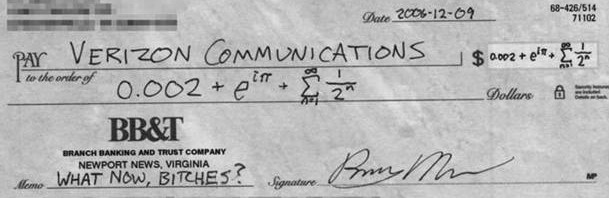 68-426/514
71102
Date 2006-12-09
PAY VERIZON COMMUNICATIONS $ 0.002 + e^{iπ} + ∑_{n=1}^{∞} 1/2^n
to the order of
0.002 + e^{iπ} + ∑_{n=1}^{∞} 1/2^n Dollars
Security features
are included.
Details on back.
BB&T
BRANCH BANKING AND TRUST COMPANY
NEWPORT NEWS, VIRGINIA
Memo WHAT NOW, BITCHES? Signature
MP